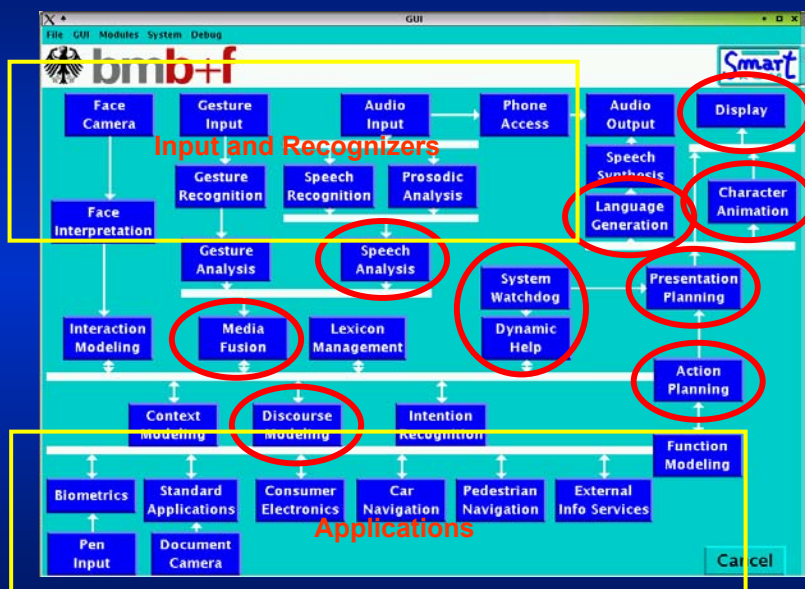 X
GUI
File GUI Modules System Debug
bmb+f
Smart
Face
Camera
Gesture
Input
Audio
Input
Phone
Access
Audio
Output
Display
Input and Recognizers
Gesture
Recognition
Speech
Recognition
Prosodic
Analysis
Speech
Synthesis
Face
Interpretation
Language
Generation
Character
Animation
Gesture
Analysis
Speech
Analysis
System
Watchdog
Presentation
Planning
Interaction
Modeling
Media
Fusion
Lexicon
Management
Dynamic
Help
Action
Planning
Context
Modeling
Discourse
Modeling
Intention
Recognition
Function
Modeling
Biometrics
Standard
Applications
Consumer
Electronics
Car
Navigation
Pedestrian
Navigation
External
Info Services
Applications
Pen
Input
Document
Camera
Cancel